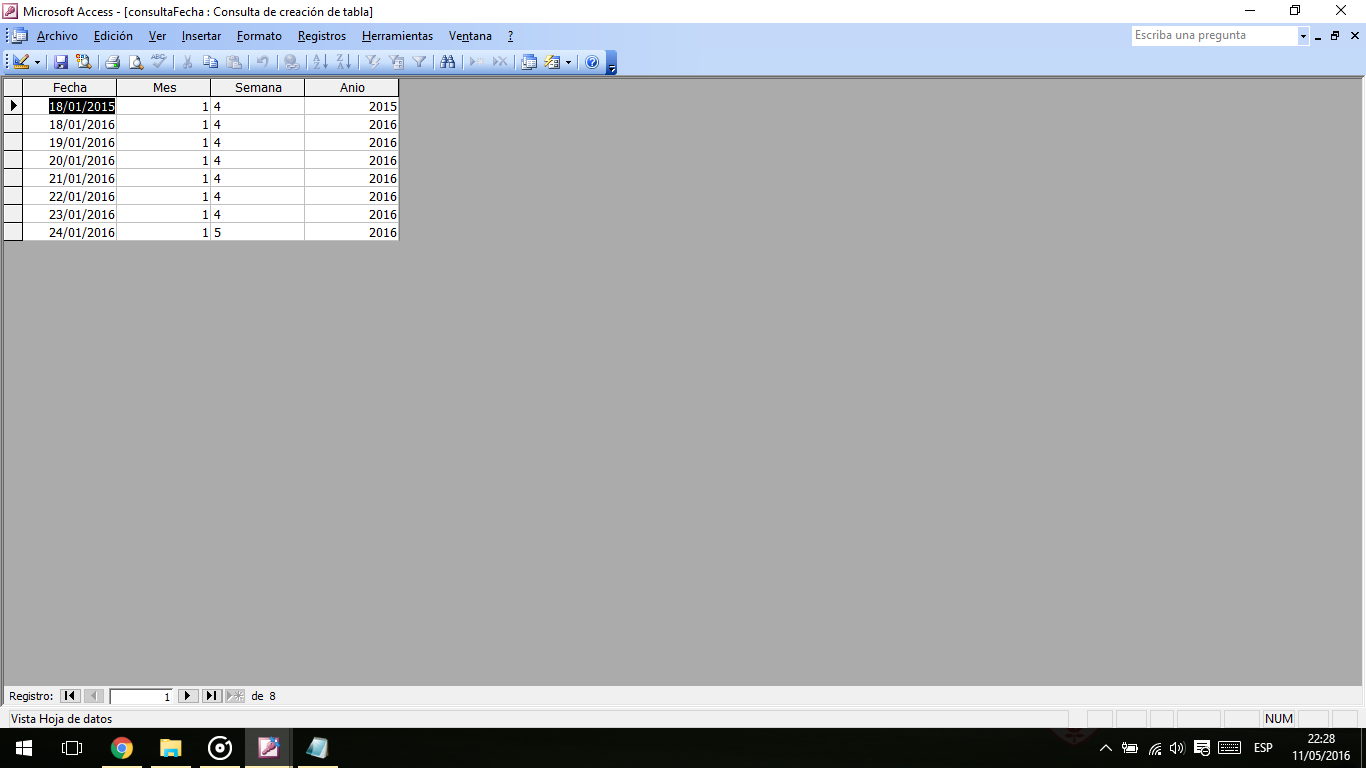 Microsoft Access - [consultaFecha : Consulta de creación de tabla]
Archivo Edición Ver Insertar Formato Registros Herramientas Ventana ? Escriba una pregunta
Fecha Mes Semana Anio
18/01/2015 1 4 2015
18/01/2016 1 4 2016
19/01/2016 1 4 2016
20/01/2016 1 4 2016
21/01/2016 1 4 2016
22/01/2016 1 4 2016
23/01/2016 1 4 2016
24/01/2016 1 5 2016
Registro: 1 de 8
Vista Hoja de datos NUM
ESP 22:28
11/05/2016